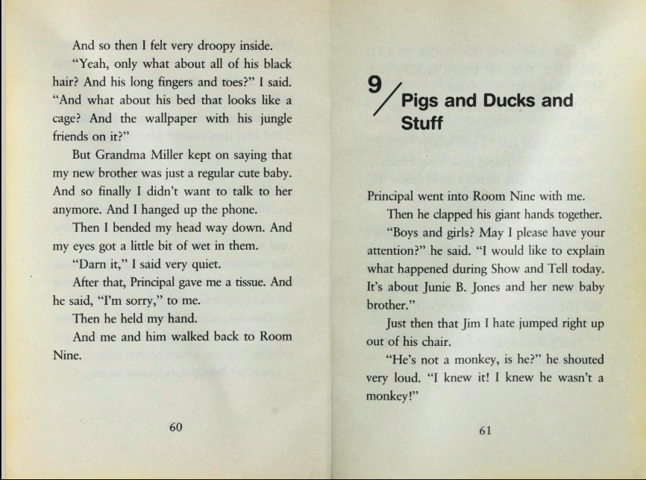 And so then I felt very droopy inside.
“Yeah, only what about all of his black
hair? And his long fingers and toes?” I said.
“And what about his bed that looks like a
cage? And the wallpaper with his jungle
friends on it?”
But Grandma Miller kept on saying that
my new brother was just a regular cute baby.
And so finally I didn’t want to talk to her
anymore. And I hanged up the phone.
Then I bended my head way down. And
my eyes got a little bit of wet in them.
“Darn it,” I said very quiet.
After that, Principal gave me a tissue. And
he said, “I’m sorry,” to me.
Then he held my hand.
And me and him walked back to Room
Nine.
60
9/Pigs and Ducks and
Stuff
Principal went into Room Nine with me.
Then he clapped his giant hands together.
“Boys and girls? May I please have your
attention?” he said. “I would like to explain
what happened during Show and Tell today.
It’s about Junie B. Jones and her new baby
brother.”
Just then that Jim I hate jumped right up
out of his chair.
“He’s not a monkey, is he?” he shouted
very loud. “I knew it! I knew he wasn’t a
monkey!”
61